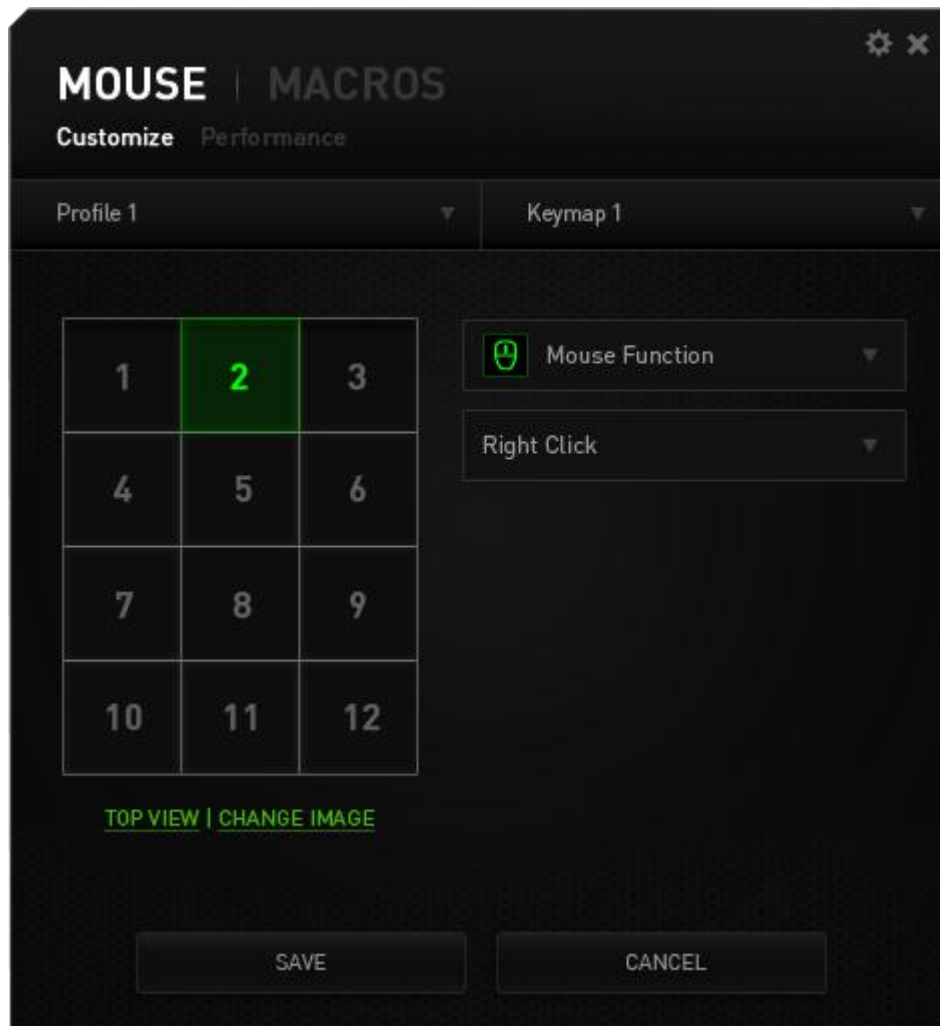 MOUSE | MACROS
Customize Performance
Profile 1 Keymap 1
1 2 3
Mouse Function
Right Click
4 5 6
7 8 9
10 11 12
TOP VIEW | CHANGE IMAGE
SAVE CANCEL